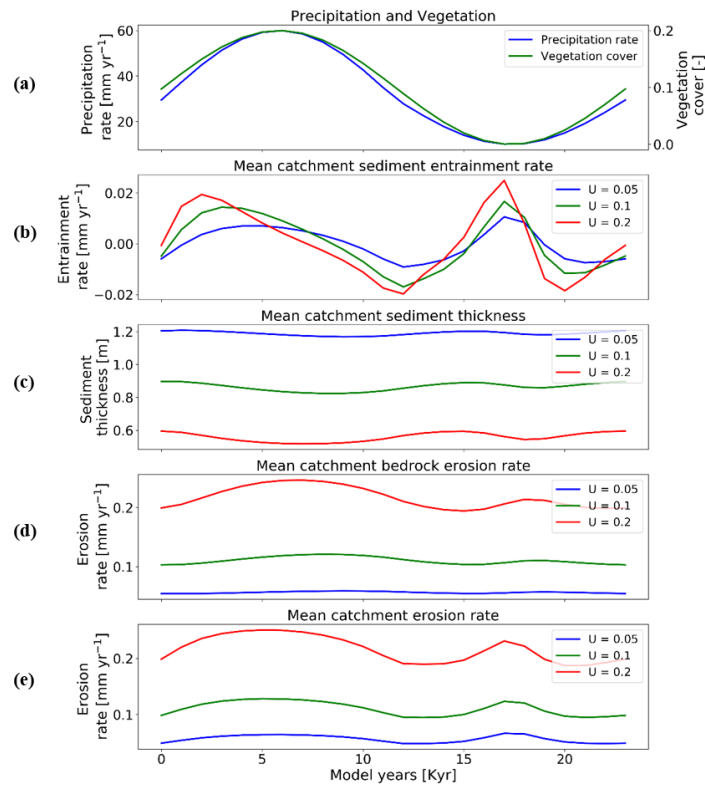 Precipitation and Vegetation
(a)
Precipitation
rate [mm yr⁻¹]
60
40
20
Precipitation rate
Vegetation cover
0.2
0.1
0.0
Vegetation
cover [-]
Mean catchment sediment entrainment rate
(b)
Entrainment
rate [mm yr⁻¹]
0.02
0.00
−0.02
U = 0.05
U = 0.1
U = 0.2
Mean catchment sediment thickness
(c)
Sediment
thickness [m]
1.2
1.0
0.8
0.6
U = 0.05
U = 0.1
U = 0.2
Mean catchment bedrock erosion rate
(d)
Erosion
rate [mm yr⁻¹]
0.2
0.1
U = 0.05
U = 0.1
U = 0.2
Mean catchment erosion rate
(e)
Erosion
rate [mm yr⁻¹]
0.2
0.1
U = 0.05
U = 0.1
U = 0.2
0 5 10 15 20
Model years [Kyr]